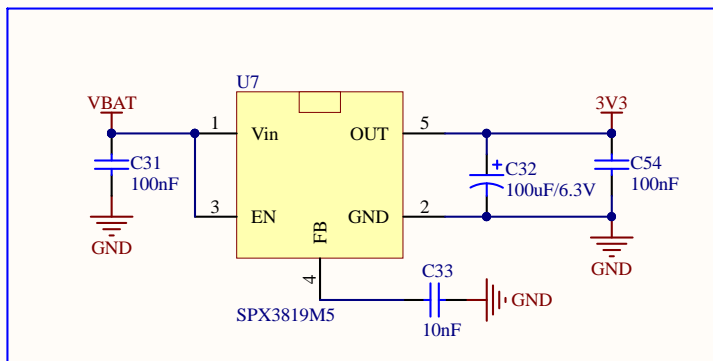 U7
VBAT
3V3
1
Vin
OUT
5
C31
100nF
+
C32
100uF/6.3V
C54
100nF
3
EN
GND
2
FB
GND
GND
4
C33
GND
SPX3819M5
10nF